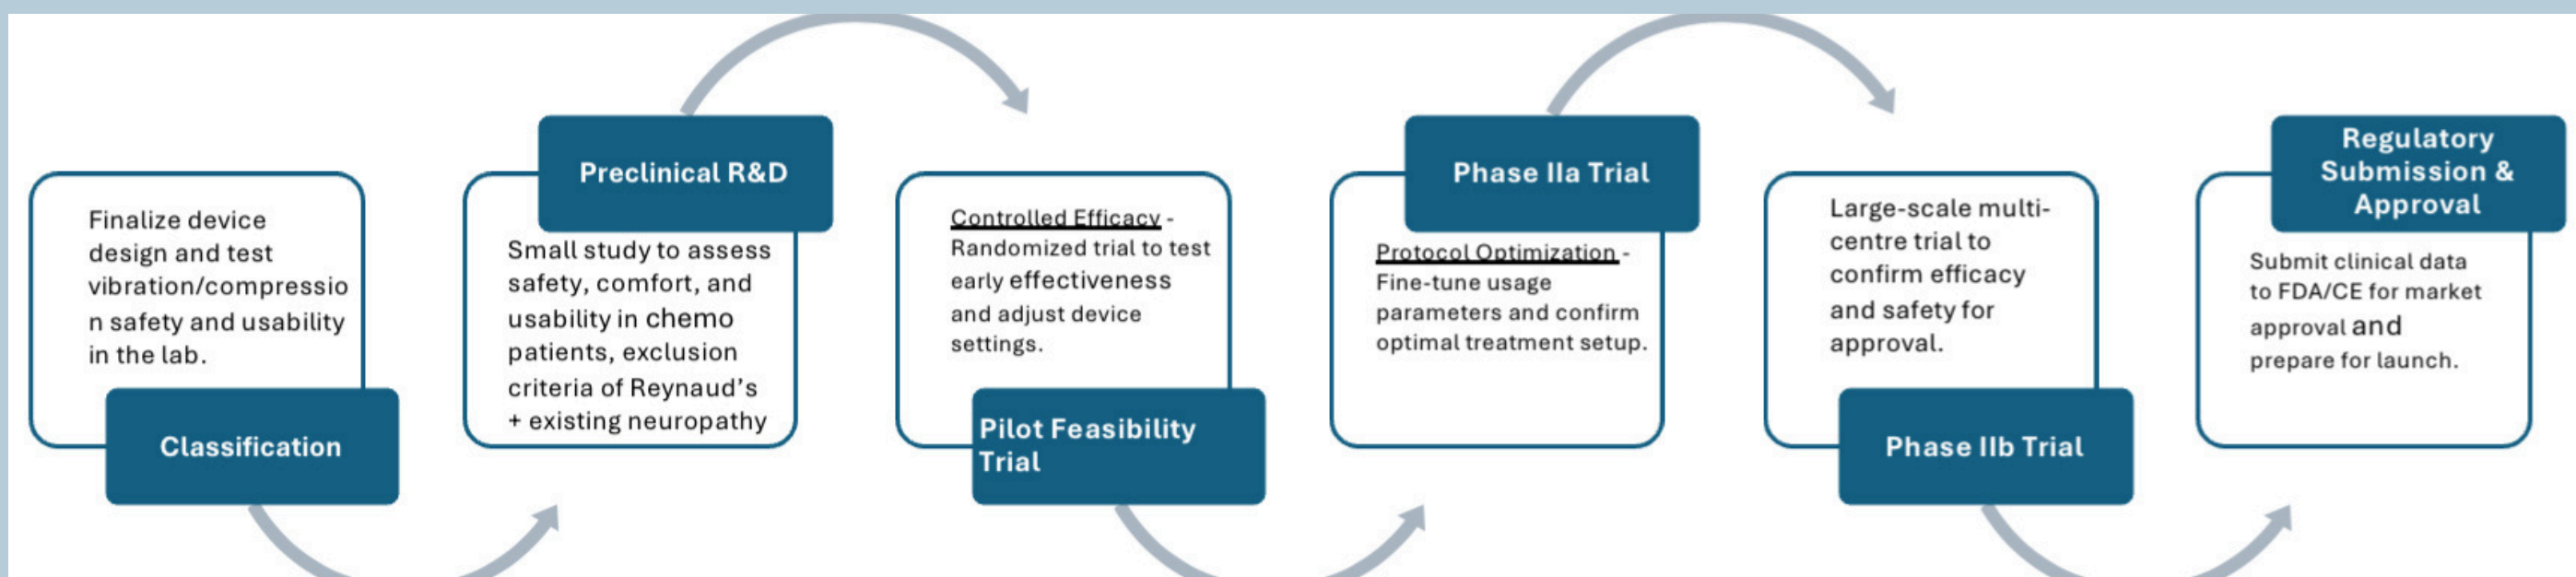 Finalize device
design and test
vibration/compressio
n safety and usability
in the lab.
Classification
Preclinical R&D
Small study to assess
safety, comfort, and
usability in chemo
patients, exclusion
criteria of Reynaud's
+ existing neuropathy
Controlled Efficacy -
Randomized trial to test
early effectiveness
and adjust device
settings.
Pilot Feasibility
Trial
Phase IIa Trial
Protocol Optimization -
Fine-tune usage
parameters and confirm
optimal treatment setup.
Large-scale multi-
centre trial to
confirm efficacy
and safety for
approval.
Phase IIb Trial
Regulatory
Submission &
Approval
Submit clinical data
to FDA/CE for market
approval and
prepare for launch.